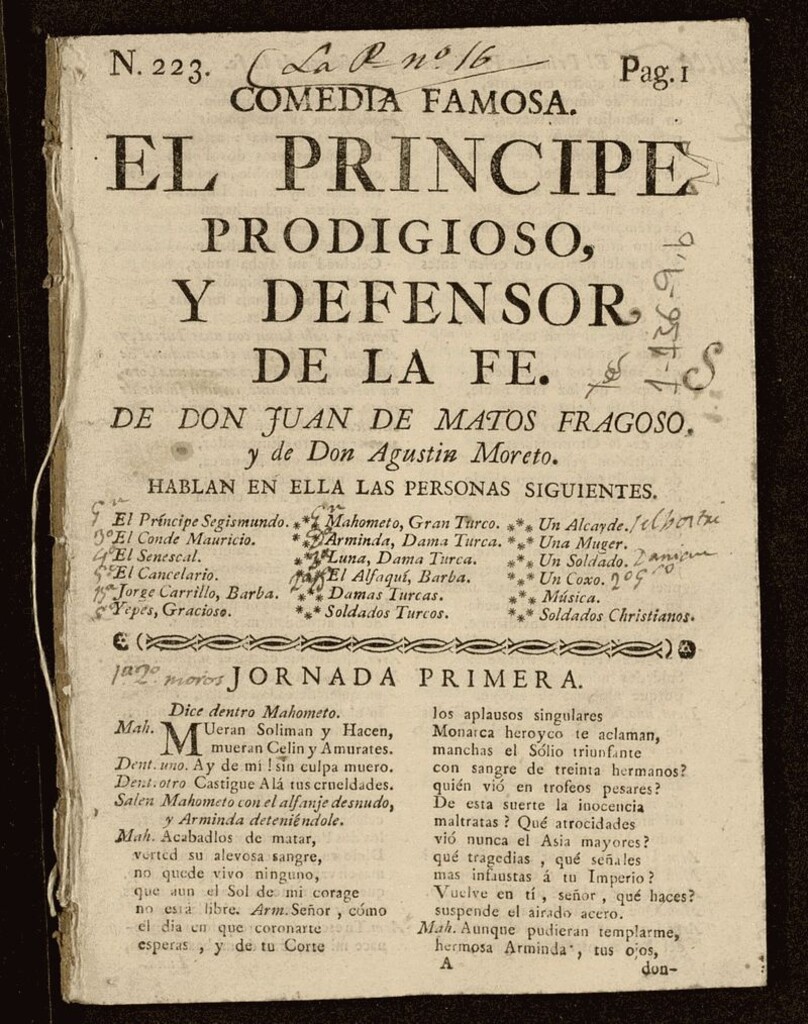 N. 223.
La P. nº 16
Pag. 1
COMEDIA FAMOSA.
EL PRINCIPE
PRODIGIOSO,
Y DEFENSOR
DE LA FE.
DE DON JUAN DE MATOS FRAGOSO.
y de Don Agustin Moreto.
HABLAN EN ELLA LAS PERSONAS SIGUIENTES.
El Príncipe Segismundo. *** Mahometo, Gran Turco. *** Un Alcayde.
El Conde Mauricio. *** Arminda, Dama Turca. *** Una Muger.
El Senescal. *** Luna, Dama Turca. *** Un Soldado.
El Cancelario. *** El Alfaquí, Barba. *** Un Coxo.
Jorge Carrillo, Barba. *** Damas Turcas. *** Música.
Yepes, Gracioso. *** Soldados Turcos. *** Soldados Christianos.
moros
JORNADA PRIMERA.
Dice dentro Mahometo.
Mah. MUeran Soliman y Hacen,
mueran Celin y Amurates.
Dent. uno. Ay de mi! sin culpa muero.
Dent. otro Castigue Alá tus crueldades.
Salen Mahometo con el alfanje desnudo,
y Arminda deteniéndole.
Mah. Acabadlos de matar,
verted su alevosa sangre,
no quede vivo ninguno,
que aun el Sol de mi corage
no está libre. Arm. Señor, cómo
el dia en que coronarte
esperas, y de tu Corte
los aplausos singulares
Monarca heroyco te aclaman,
manchas el Sólio triunfante
con sangre de treinta hermanos?
quién vió en trofeos pesares?
De esta suerte la inocencia
maltratas? Qué atrocidades
vió nunca el Asia mayores?
qué tragedias, qué señales
mas infaustas á tu Imperio?
Vuelve en tí, señor, qué haces?
suspende el airado acero.
Mah. Aunque pudieran templarme,
hermosa Arminda, tus ojos,
A
don-